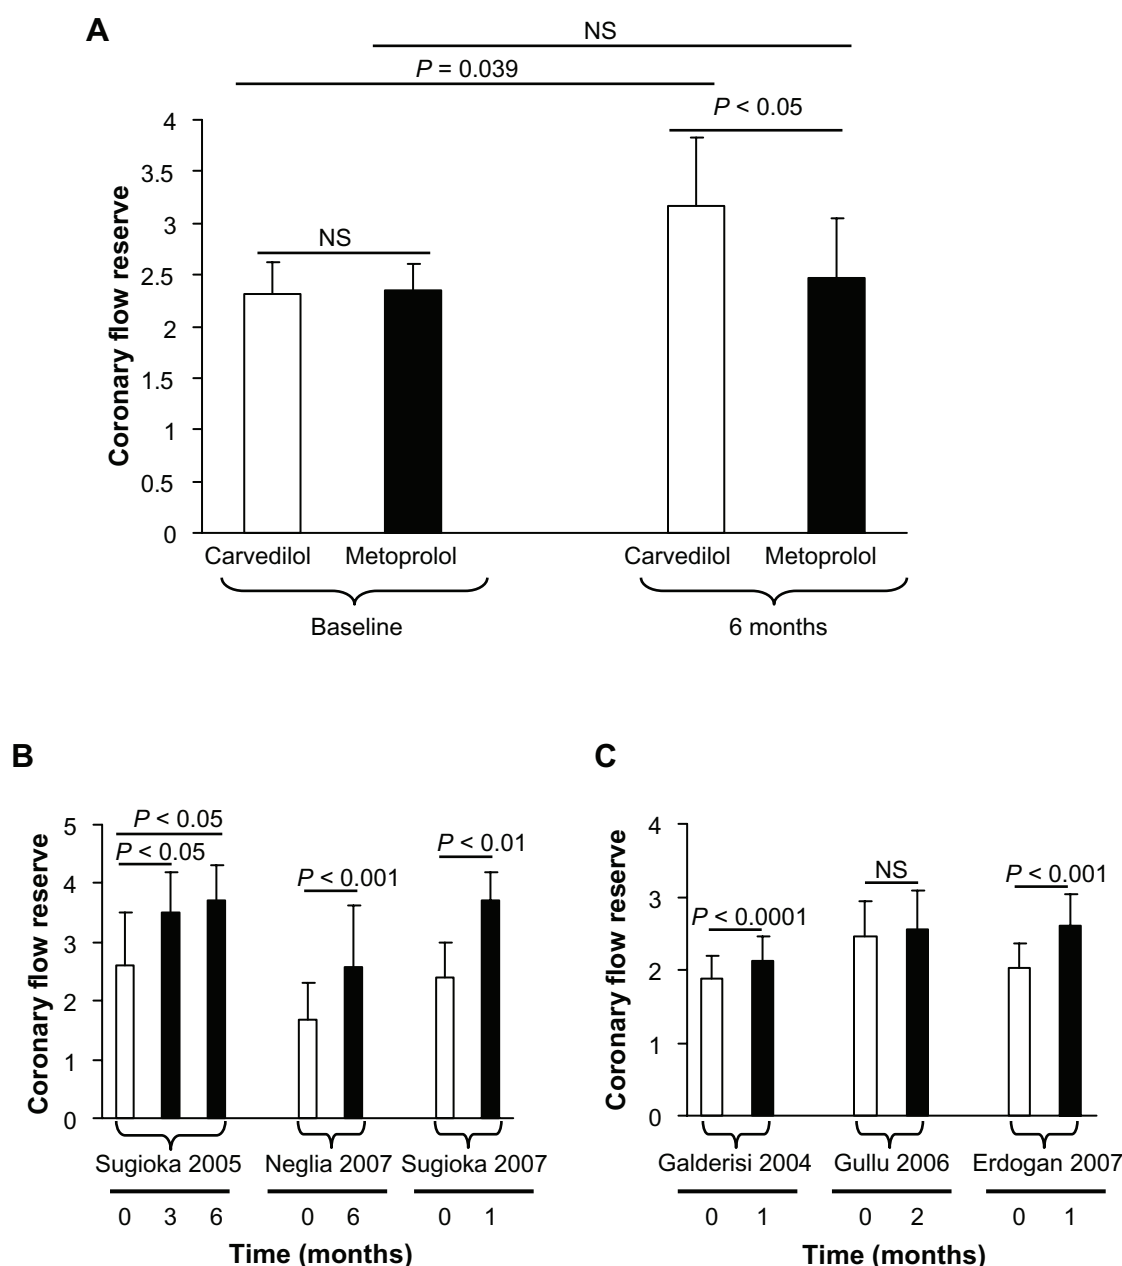 A
NS
P = 0.039
P < 0.05
4
3.5
3
2.5
2
1.5
1
0.5
0
Coronary flow reserve
NS
Carvedilol Metoprolol Carvedilol Metoprolol
Baseline 6 months
B
5
4
3
2
1
0
Coronary flow reserve
P < 0.05
P < 0.05
P < 0.001
P < 0.01
Sugioka 2005 Neglia 2007 Sugioka 2007
0 3 6 0 6 0 1
Time (months)
C
4
3
2
1
0
Coronary flow reserve
P < 0.0001
NS
P < 0.001
Galderisi 2004 Gullu 2006 Erdogan 2007
0 1 0 2 0 1
Time (months)